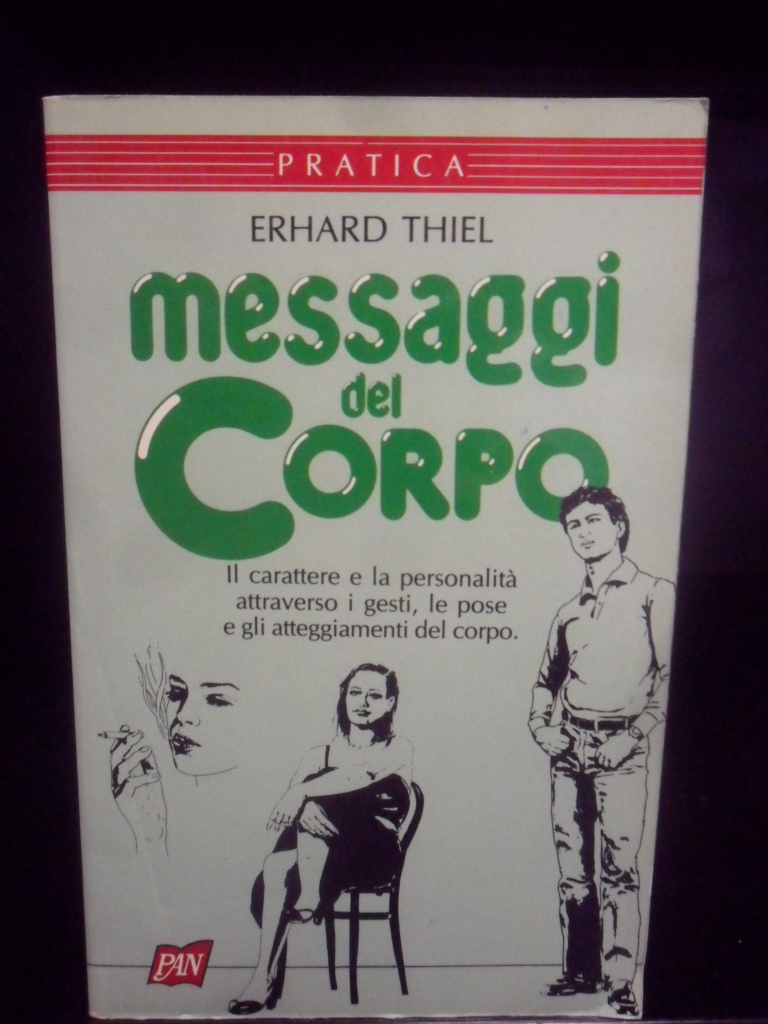 PRATICA
ERHARD THIEL
messaggi
del
CORPO
Il carattere e la personalità
attraverso i gesti, le pose
e gli atteggiamenti del corpo.
PAN